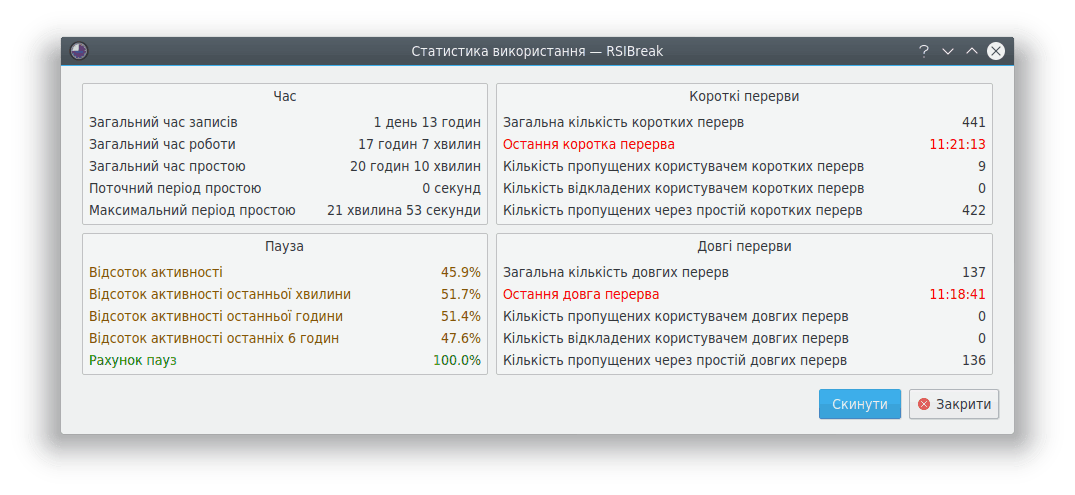 Статистика використання — RSIBreak
Час
Загальний час записів 1 день 13 годин
Загальний час роботи 17 годин 7 хвилин
Загальний час простою 20 годин 10 хвилин
Поточний період простою 0 секунд
Максимальний період простою 21 хвилина 53 секунди
Короткі перерви
Загальна кількість коротких перерв 441
Остання коротка перерва 11:21:13
Кількість пропущених користувачем коротких перерв 9
Кількість відкладених користувачем коротких перерв 0
Кількість пропущених через простій коротких перерв 422
Пауза
Відсоток активності 45.9%
Відсоток активності останньої хвилини 51.7%
Відсоток активності останньої години 51.4%
Відсоток активності останніх 6 годин 47.6%
Рахунок пауз 100.0%
Довгі перерви
Загальна кількість довгих перерв 137
Остання довга перерва 11:18:41
Кількість пропущених користувачем довгих перерв 0
Кількість відкладених користувачем довгих перерв 0
Кількість пропущених через простій довгих перерв 136
Скинути
Закрити